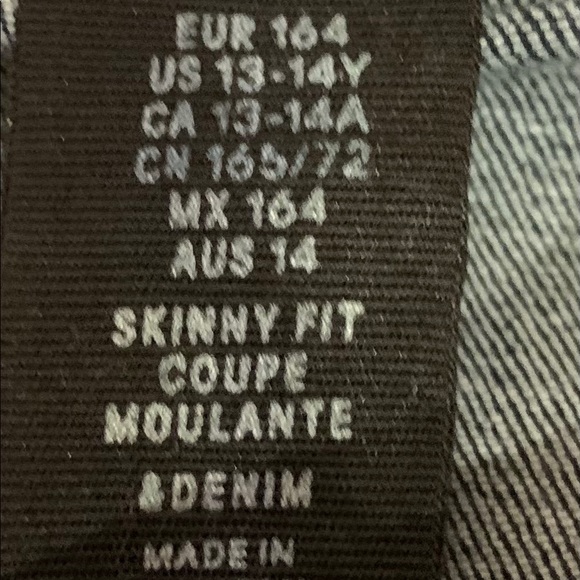 EUR 164
US 13-14Y
CA 13-14A
CN 165/72
MX 164
AUS 14
SKINNY FIT
COUPE
MOULANTE
&DENIM
MADE IN